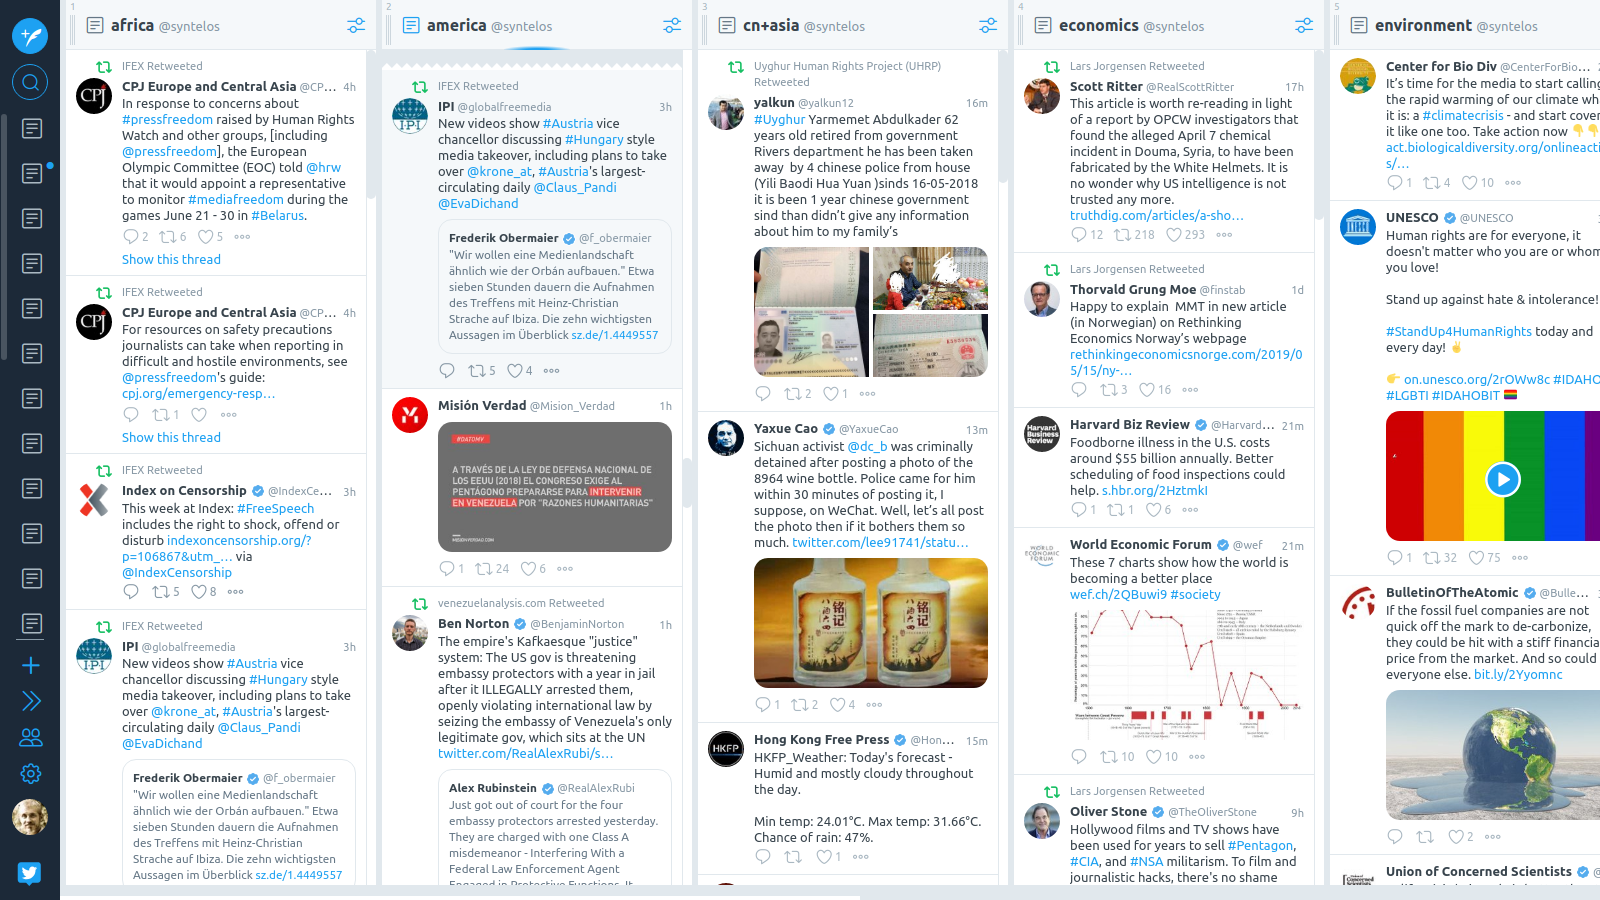 1
africa @syntelos
IFEX Retweeted
CPJ Europe and Central Asia @CP... 4h
In response to concerns about
#pressfreedom raised by Human Rights
Watch and other groups, [including
@pressfreedom], the European
Olympic Committee (EOC) told @hrw
that it would appoint a representative
to monitor #mediafreedom during the
games June 21 - 30 in #Belarus.
2 6 5
Show this thread
IFEX Retweeted
CPJ Europe and Central Asia @CP... 4h
For resources on safety precautions
journalists can take when reporting in
difficult and hostile environments, see
@pressfreedom's guide:
cpj.org/emergency-resp…
1
Show this thread
IFEX Retweeted
Index on Censorship @IndexCe... 3h
This week at Index: #FreeSpeech
includes the right to shock, offend or
disturb indexoncensorship.org/?
p=106867&utm_… via
@IndexCensorship
5 8
IFEX Retweeted
IPI @globalfreemedia 3h
New videos show #Austria vice
chancellor discussing #Hungary style
media takeover, including plans to take
over @krone_at, #Austria's largest-
circulating daily @Claus_Pandi
@EvaDichand
Frederik Obermaier @f_obermaier
"Wir wollen eine Medienlandschaft
ähnlich wie der Orbán aufbauen." Etwa
sieben Stunden dauern die Aufnahmen
des Treffens mit Heinz-Christian
Strache auf Ibiza. Die zehn wichtigsten
Aussagen im Überblick sz.de/1.4449557
2
america @syntelos
IFEX Retweeted
IPI @globalfreemedia 3h
New videos show #Austria vice
chancellor discussing #Hungary style
media takeover, including plans to take
over @krone_at, #Austria's largest-
circulating daily @Claus_Pandi
@EvaDichand
Frederik Obermaier @f_obermaier
"Wir wollen eine Medienlandschaft
ähnlich wie der Orbán aufbauen." Etwa
sieben Stunden dauern die Aufnahmen
des Treffens mit Heinz-Christian
Strache auf Ibiza. Die zehn wichtigsten
Aussagen im Überblick sz.de/1.4449557
5 4
Misión Verdad @Mision_Verdad 1h
#DATOMV
A TRAVÉS DE LA LEY DE DEFENSA NACIONAL DE
LOS EEUU (2018) EL CONGRESO EXIGE AL
PENTÁGONO PREPARARSE PARA INTERVENIR
EN VENEZUELA POR "RAZONES HUMANITARIAS"
1 24 6
venezuelanalysis.com Retweeted
Ben Norton @BenjaminNorton 1h
The empire's Kafkaesque "justice"
system: The US gov is threatening
embassy protectors with a year in jail
after it ILLEGALLY arrested them,
openly violating international law by
seizing the embassy of Venezuela's only
legitimate gov, which sits at the UN
twitter.com/RealAlexRubi/s…
Alex Rubinstein @RealAlexRubi
Just got out of court for the four
embassy protectors arrested yesterday.
They are charged with one Class A
misdemeanor - Interfering With a
Federal Law Enforcement Agent
Engaged in Protective Functions. It
3
cn+asia @syntelos
Uyghur Human Rights Project (UHRP)
Retweeted
yalkun @yalkun12 16m
#Uyghur Yarmemet Abdulkader 62
years old retired from government
Rivers department he has been taken
away by 4 chinese police from house
(Yili Baodi Hua Yuan )sinds 16-05-2018
it is been 1 year chinese government
sind than didn't give any information
about him to my family's
2 1
Yaxue Cao @YaxueCao 13m
Sichuan activist @dc_b was criminally
detained after posting a photo of the
8964 wine bottle. Police came for him
within 30 minutes of posting it, I
suppose, on WeChat. Well, let's all post
the photo then if it bothers them so
much. twitter.com/lee91741/statu…
1 2 4
Hong Kong Free Press @Hon... 15m
HKFP_Weather: Today's forecast -
Humid and mostly cloudy throughout
the day.
Min temp: 24.01°C. Max temp: 31.66°C.
Chance of rain: 47%.
1
4
economics @syntelos
Lars Jorgensen Retweeted
Scott Ritter @RealScottRitter 17h
This article is worth re-reading in light
of a report by OPCW investigators that
found the alleged April 7 chemical
incident in Douma, Syria, to have been
fabricated by the White Helmets. It is
no wonder why US intelligence is not
trusted any more.
truthdig.com/articles/a-sho…
12 218 293
Lars Jorgensen Retweeted
Thorvald Grung Moe @finstab 1d
Happy to explain MMT in new article
(in Norwegian) on Rethinking
Economics Norway's webpage
rethinkingeconomicsnorge.com/2019/0
5/15/ny-…
3 16
Harvard Biz Review @Harvard... 21m
Foodborne illness in the U.S. costs
around $55 billion annually. Better
scheduling of food inspections could
help. s.hbr.org/2HztmkI
1 1 6
World Economic Forum @wef 21m
These 7 charts show how the world is
becoming a better place
wef.ch/2QBuwi9 #society
10 10
Lars Jorgensen Retweeted
Oliver Stone @TheOliverStone 9h
Hollywood films and TV shows have
been used for years to sell #Pentagon,
#CIA, and #NSA militarism. To film and
journalistic hacks, there's no shame
5
environment @syntelos
Center for Bio Div @CenterForBio...
It's time for the media to start calling
the rapid warming of our climate wh
it is: a #climatecrisis - and start cover
it like one too. Take action now 👇👇
act.biologicaldiversity.org/onlineacti
s/…
1 4 10
UNESCO @UNESCO
Human rights are for everyone, it
doesn't matter who you are or whom
you love!
Stand up against hate & intolerance!
#StandUp4HumanRights today and
every day! ✌
👉 on.unesco.org/2rOWw8c #IDAHO
#LGBTI #IDAHOBIT 🏳️‍🌈
1 32 75
BulletinOfTheAtomic @Bulle...
If the fossil fuel companies are not
quick off the mark to de-carbonize,
they could be hit with a stiff financia
price from the market. And so could
everyone else. bit.ly/2Yyomnc
2
Union of Concerned Scientists